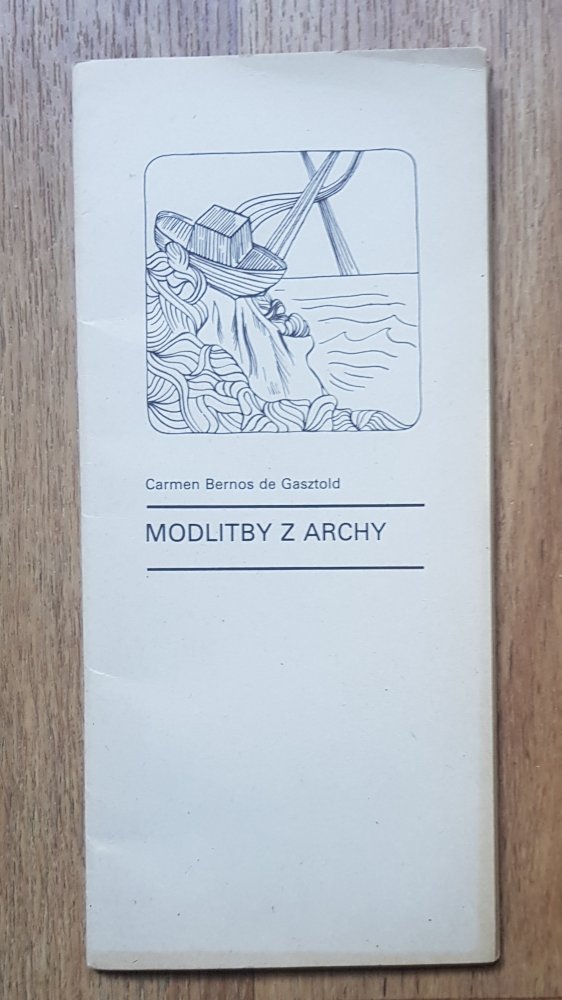 Carmen Bernos de Gasztold
MODLITBY Z ARCHY